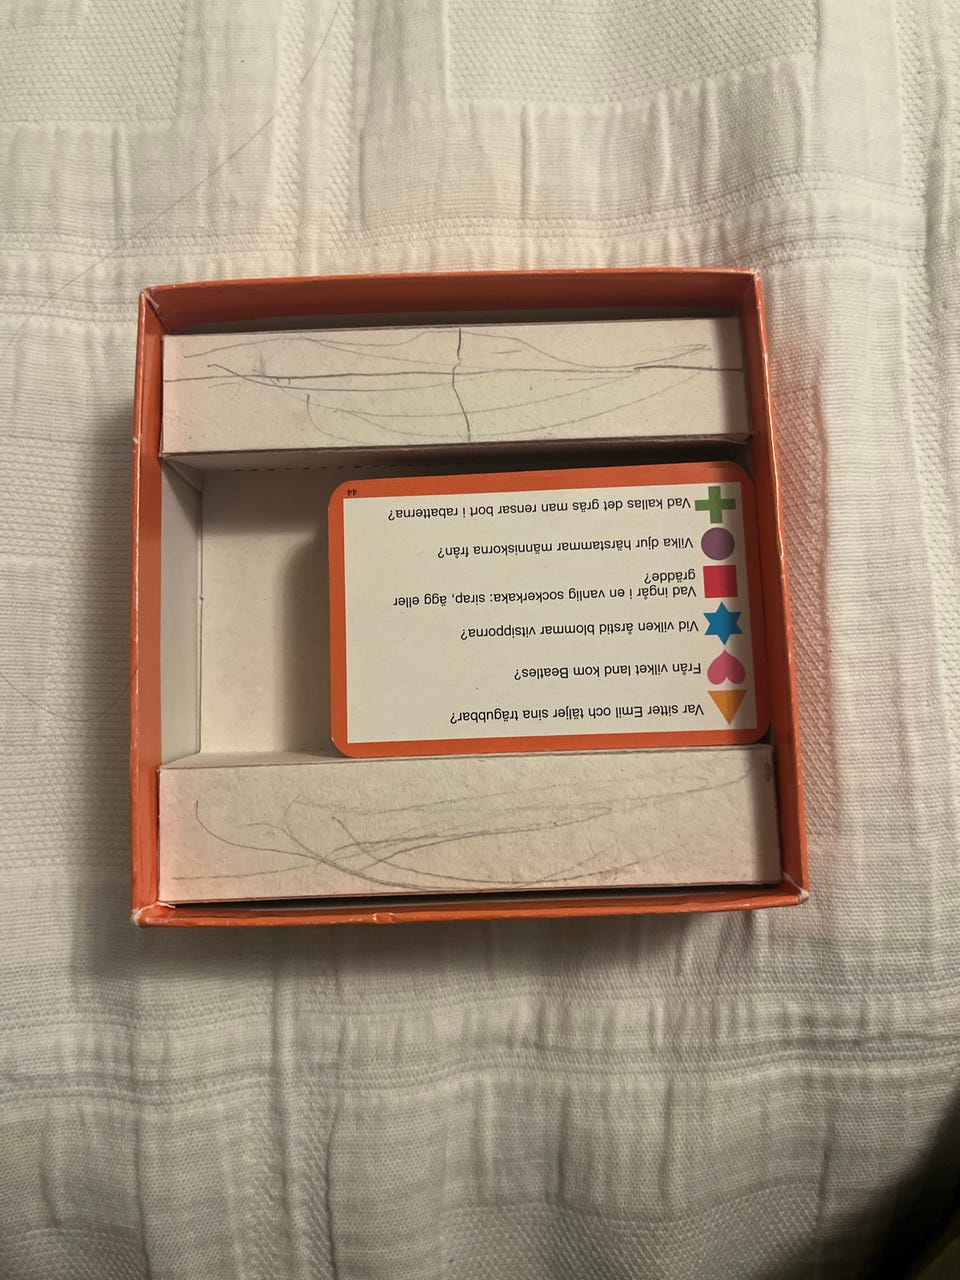 Var sitter Emil och täljer sina trägubbar?
Från vilket land kom Beatles?
Vid vilken årstid blommar vitsipporna?
Vad ingår i en vanlig sockerkaka: sirap, ägg eller
grädde?
Vilka djur härstammar människorna från?
Vad kallas det gräs man rensar bort i rabatterna?
44